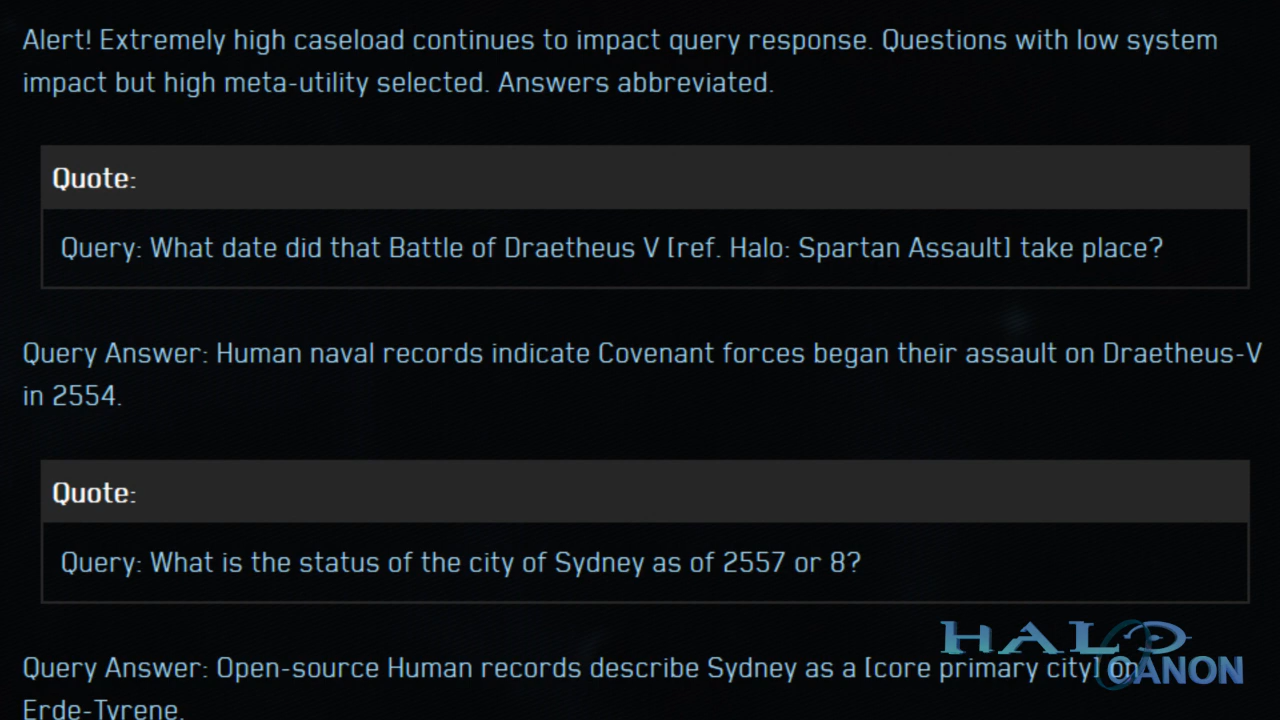 Alert! Extremely high caseload continues to impact query response. Questions with low system
impact but high meta-utility selected. Answers abbreviated.
Quote:
Query: What date did that Battle of Draetheus V [ref. Halo: Spartan Assault] take place?
Query Answer: Human naval records indicate Covenant forces began their assault on Draetheus-V
in 2554.
Quote:
Query: What is the status of the city of Sydney as of 2557 or 8?
Query Answer: Open-source Human records describe Sydney as a [core primary city] on
Erde-Tyrene.
HALO
CANON